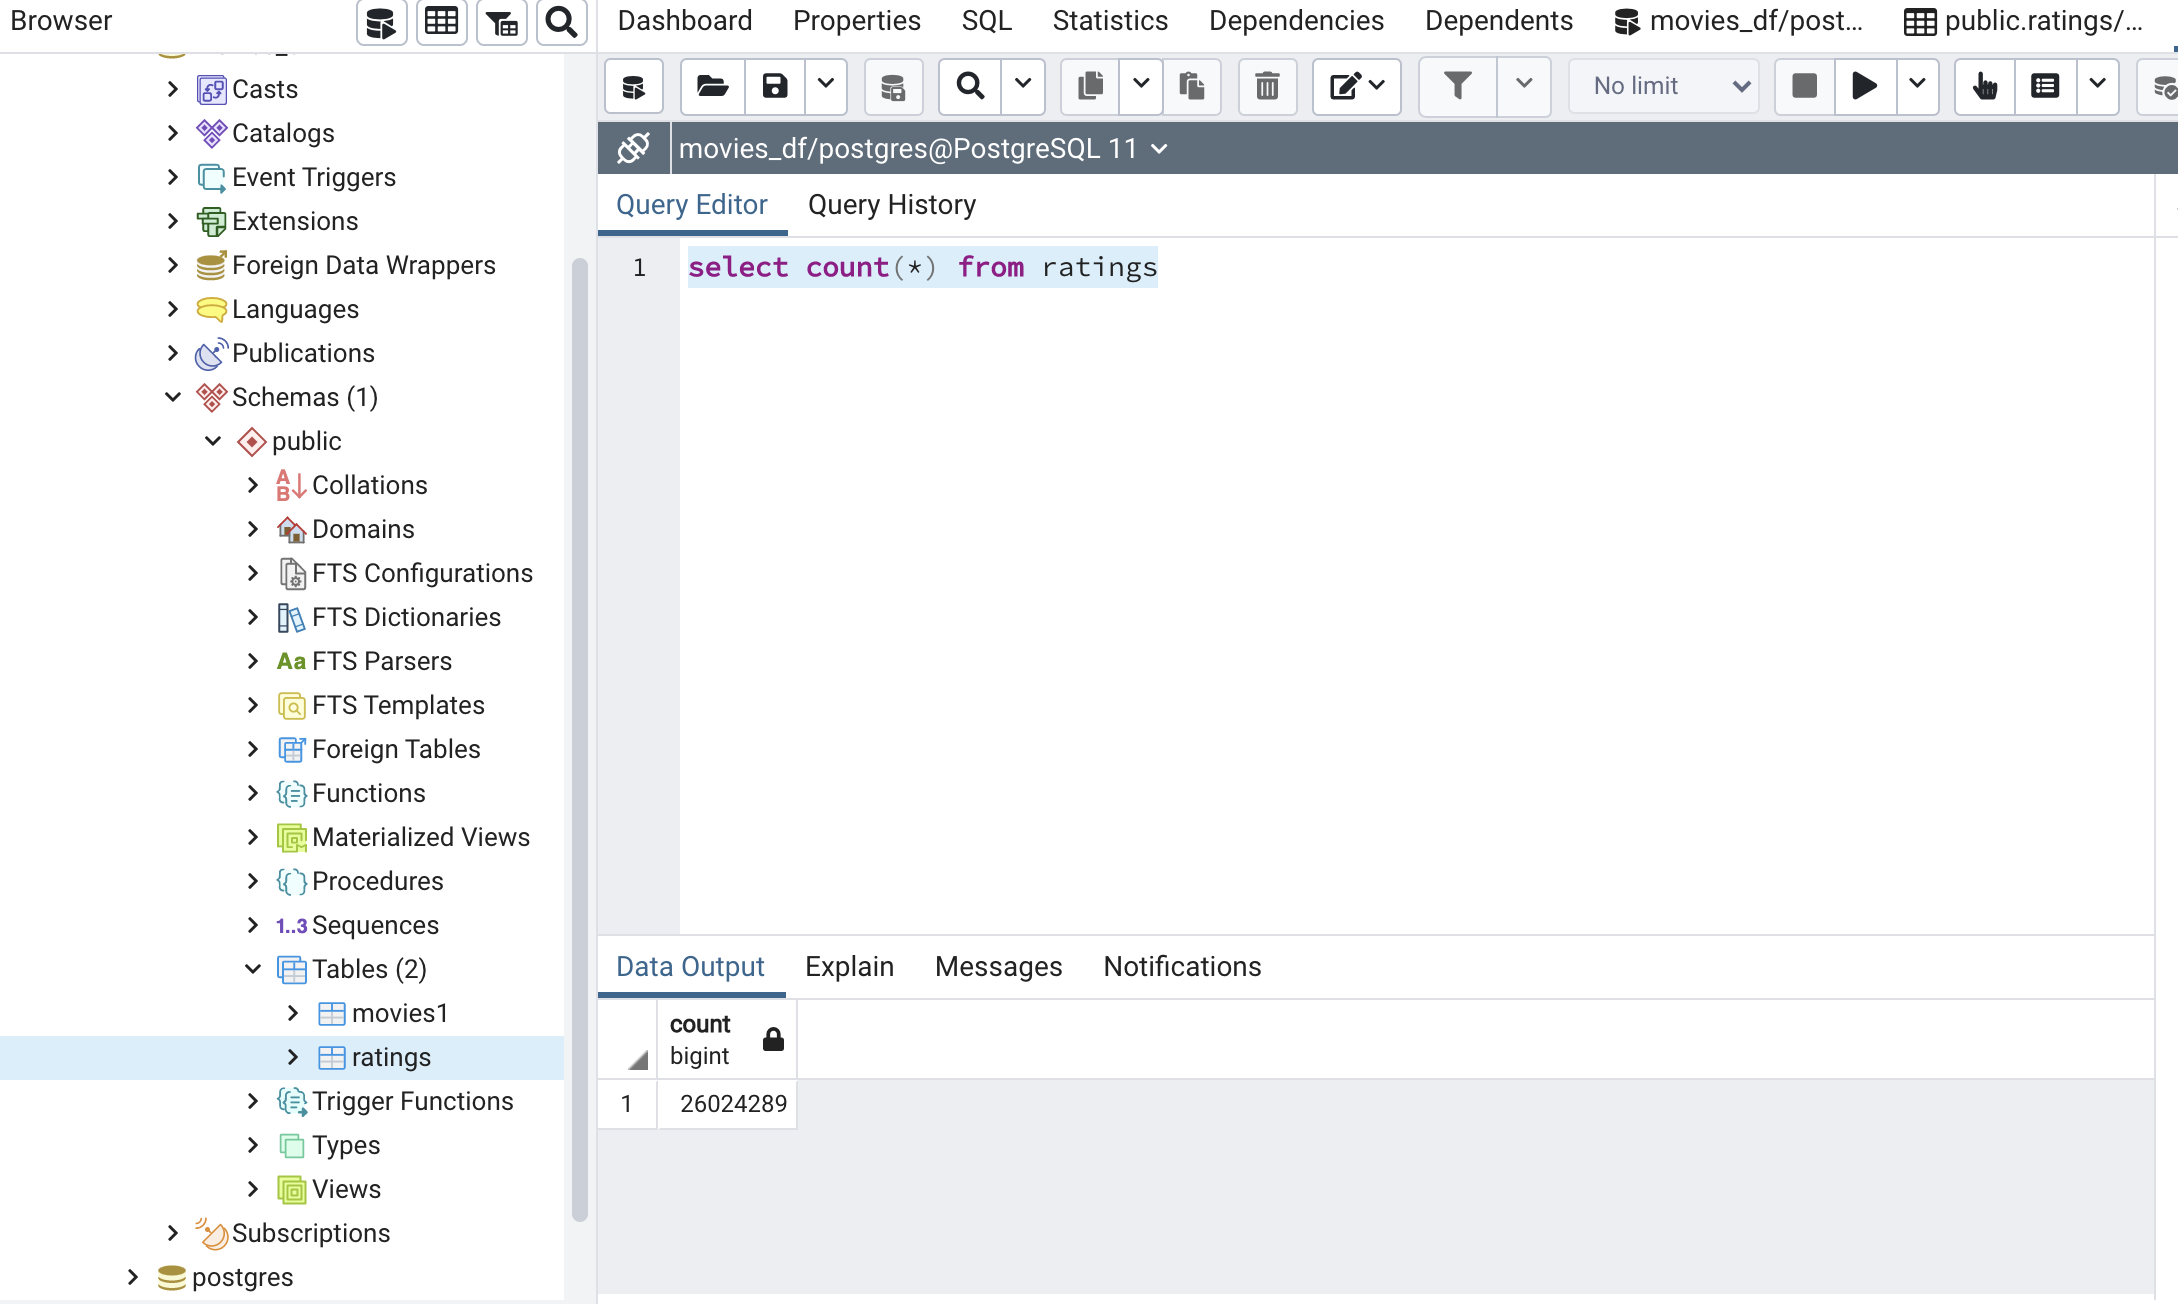 Browser
Dashboard
Properties
SQL
Statistics
Dependencies
Dependents
movies_df/post...
public.ratings/...
No limit
movies_df/postgres@PostgreSQL 11
Query Editor
Query History
1
select count(*) from ratings
Casts
Catalogs
Event Triggers
Extensions
Foreign Data Wrappers
Languages
Publications
Schemas (1)
public
Collations
Domains
FTS Configurations
FTS Dictionaries
Aa FTS Parsers
FTS Templates
Foreign Tables
Functions
Materialized Views
Procedures
1..3 Sequences
Tables (2)
movies1
ratings
Trigger Functions
Types
Views
Subscriptions
postgres
Data Output
Explain
Messages
Notifications
count
bigint
1
26024289